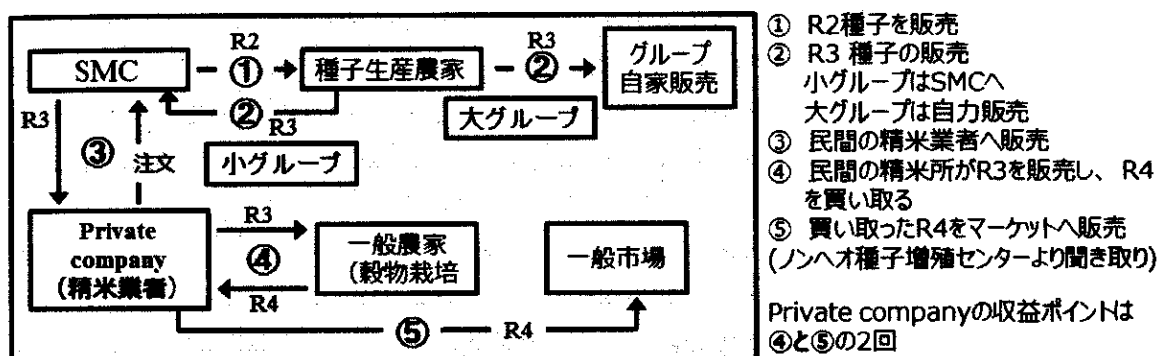 R2
SMC
①
種子生産農家
R3
②
グループ
自家販売
②
R3
大グループ
R3
③
注文
小グループ
Private
company
(精米業者)
R3
④
R4
一般農家
(穀物栽培
一般市場
⑤
R4
① R2種子を販売
② R3 種子の販売
小グループはSMCへ
大グループは自力販売
③ 民間の精米業者へ販売
④ 民間の精米所がR3を販売し、R4
を買い取る
⑤ 買い取ったR4をマーケットへ販売
(ノンヘオ種子増殖センターより聞き取り)
Private companyの収益ポイントは
④と⑤の2回